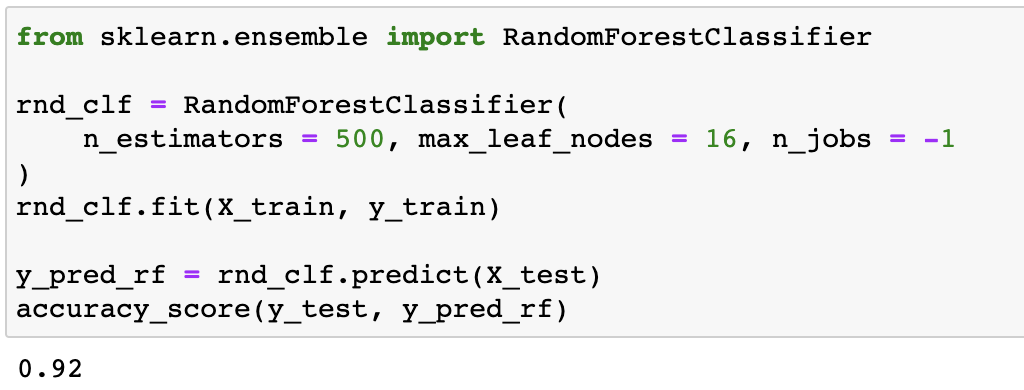 from sklearn.ensemble import RandomForestClassifier
rnd_clf = RandomForestClassifier(
    n_estimators = 500, max_leaf_nodes = 16, n_jobs = -1
)
rnd_clf.fit(X_train, y_train)
y_pred_rf = rnd_clf.predict(X_test)
accuracy_score(y_test, y_pred_rf)
0.92